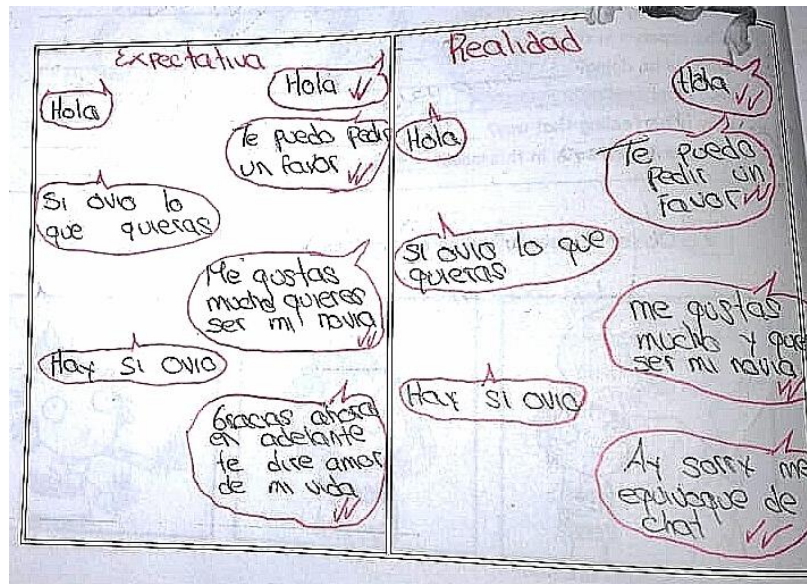 Expectativa
Hola
Hola
Te puedo pedir
un favor
Si ovio lo
que quieras
Me gustas
mucho quieres
ser mi novia
Hay si ovio
Gracas ahora
en adelante
te dire amor
de mi vida
Realidad
Hola
Hola
Te puedo
pedir un
favor
Si ovio lo que
quieras
me gustas
mucho y
ser mi novia
Hay si ovio
Ay sorry me
equivoque de
chat